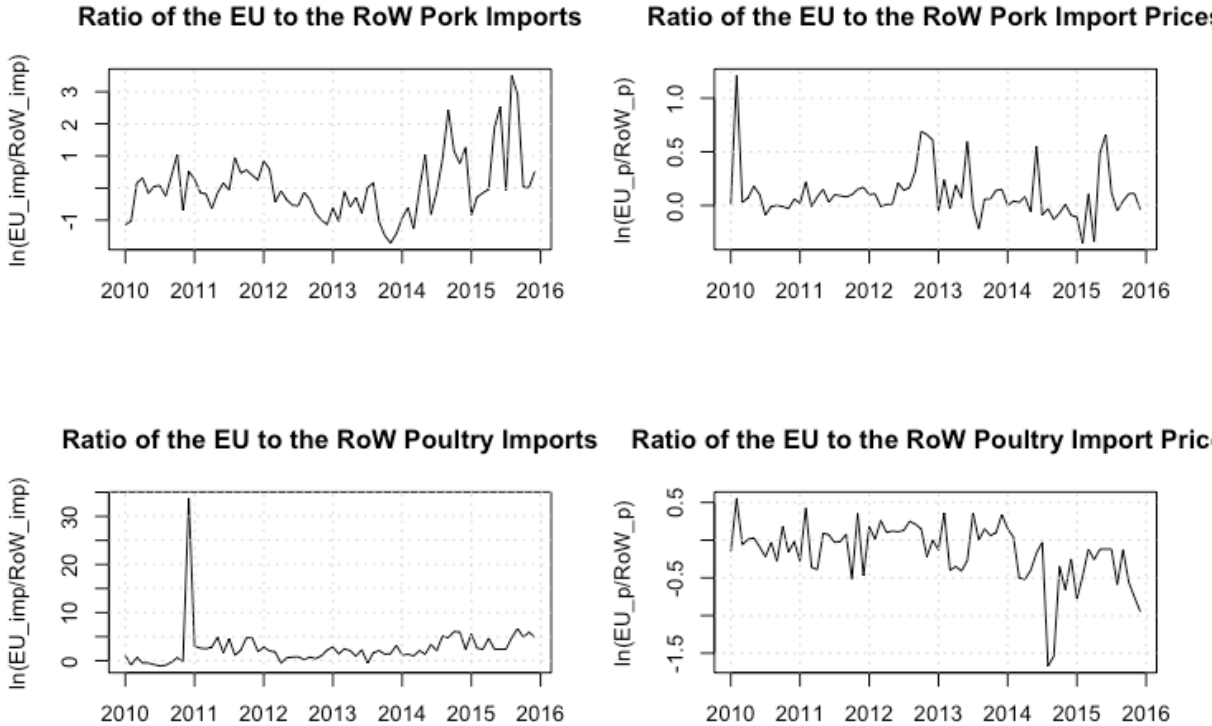 Ratio of the EU to the RoW Pork Imports
ln(EU_imp/RoW_imp)
3
2
1
-1
2010 2011 2012 2013 2014 2015 2016
Ratio of the EU to the RoW Pork Import Prices
ln(EU_p/RoW_p)
1.0
0.5
0.0
2010 2011 2012 2013 2014 2015 2016
Ratio of the EU to the RoW Poultry Imports
ln(EU_imp/RoW_imp)
30
20
10
0
2010 2011 2012 2013 2014 2015 2016
Ratio of the EU to the RoW Poultry Import Pric
ln(EU_p/RoW_p)
0.5
-0.5
-1.5
2010 2011 2012 2013 2014 2015 2016